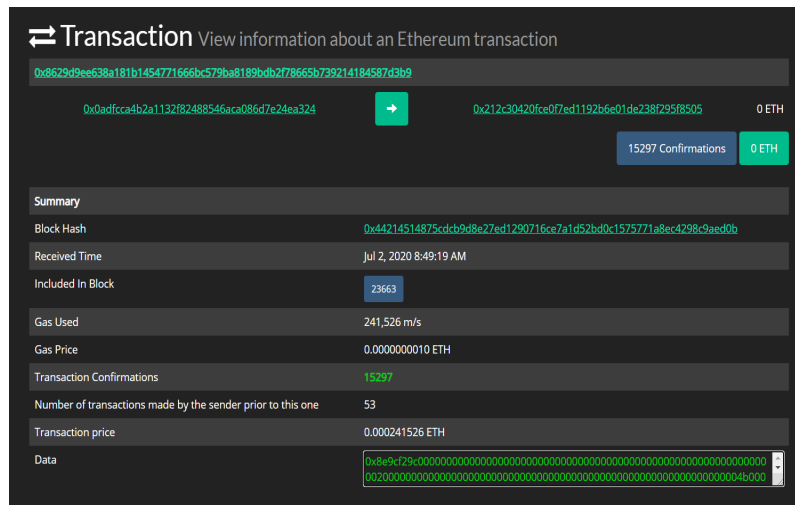 Transaction View information about an Ethereum transaction
0x8629d9ee638a181b1454771666bc579ba8189bdb2f78665b739214184587d3b9
0x0adfcca4b2a1132f82488546aca086d7e24ea324 0x212c30420fce0f7ed1192b6e01de238f295f8505 0 ETH
15297 Confirmations 0 ETH
Summary
Block Hash 0x44214514875cdcb9d8e27ed1290716ce7a1d52bd0c1575771a8ec4298c9aed0b
Received Time Jul 2, 2020 8:49:19 AM
Included In Block 23663
Gas Used 241,526 m/s
Gas Price 0.0000000010 ETH
Transaction Confirmations 15297
Number of transactions made by the sender prior to this one 53
Transaction price 0.000241526 ETH
Data